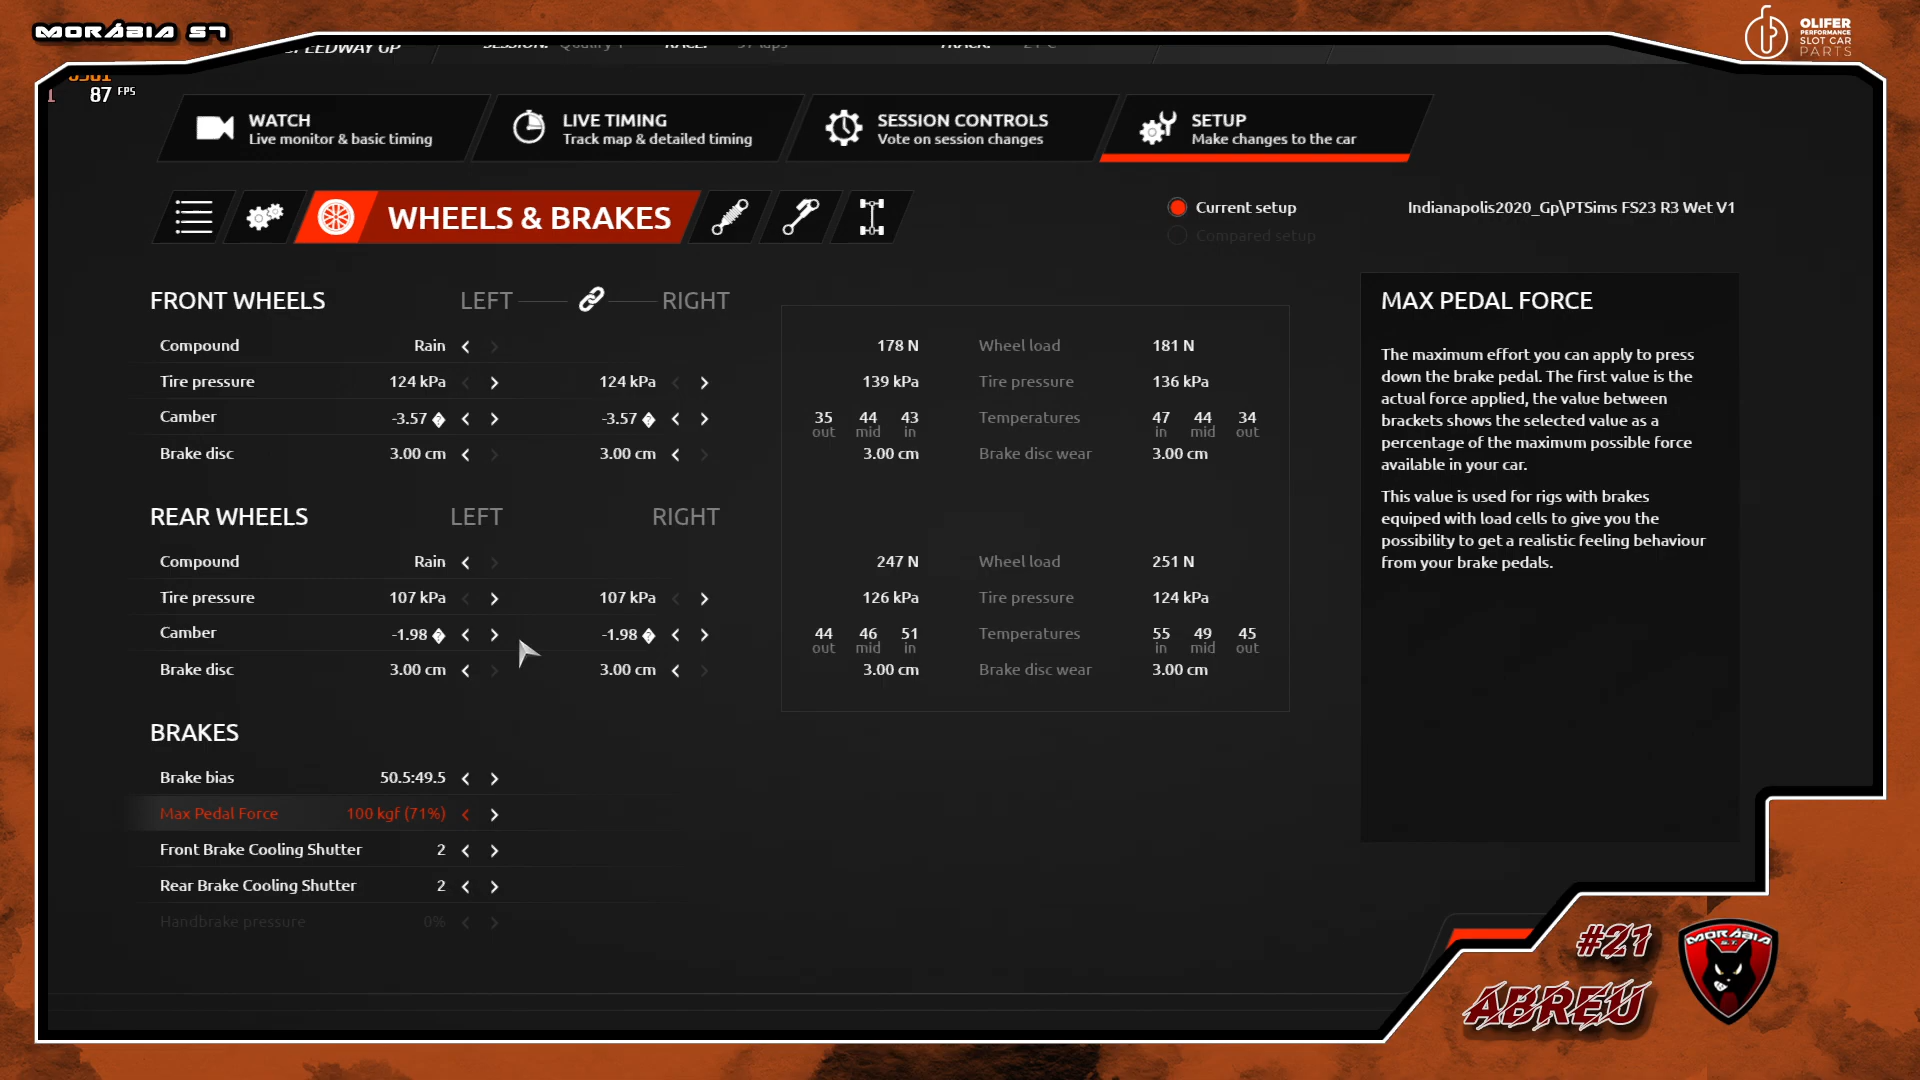 MORÁBIA ST
OLIFER
PERFORMANCE
SLOT CAR
PARTS
SPEEDWAY GP
SESSION: Qualify 1
RACE:
TRACK: 21°C
87 FPS
WATCH
Live monitor & basic timing
LIVE TIMING
Track map & detailed timing
SESSION CONTROLS
Vote on session changes
SETUP
Make changes to the car
WHEELS & BRAKES
Current setup
Indianapolis2020_Gp\PTSims FS23 R3 Wet V1
Compared setup
FRONT WHEELS LEFT RIGHT
Compound Rain
Tire pressure 124 kPa 124 kPa
Camber -3.57 � -3.57 �
Brake disc 3.00 cm 3.00 cm
178 N Wheel load 181 N
139 kPa Tire pressure 136 kPa
35 44 43 Temperatures 47 44 34
out mid in in mid out
3.00 cm Brake disc wear 3.00 cm
REAR WHEELS LEFT RIGHT
Compound Rain
Tire pressure 107 kPa 107 kPa
Camber -1.98 � -1.98 �
Brake disc 3.00 cm 3.00 cm
247 N Wheel load 251 N
126 kPa Tire pressure 124 kPa
44 46 51 Temperatures 55 49 45
out mid in in mid out
3.00 cm Brake disc wear 3.00 cm
BRAKES
Brake bias 50.5:49.5
Max Pedal Force 100 kgf (71%)
Front Brake Cooling Shutter 2
Rear Brake Cooling Shutter 2
Handbrake pressure 0%
MAX PEDAL FORCE
The maximum effort you can apply to press
down the brake pedal. The first value is the
actual force applied, the value between
brackets shows the selected value as a
percentage of the maximum possible force
available in your car.
This value is used for rigs with brakes
equiped with load cells to give you the
possibility to get a realistic feeling behaviour
from your brake pedals.
#21
ABREU
MORÁBIA
S.T.